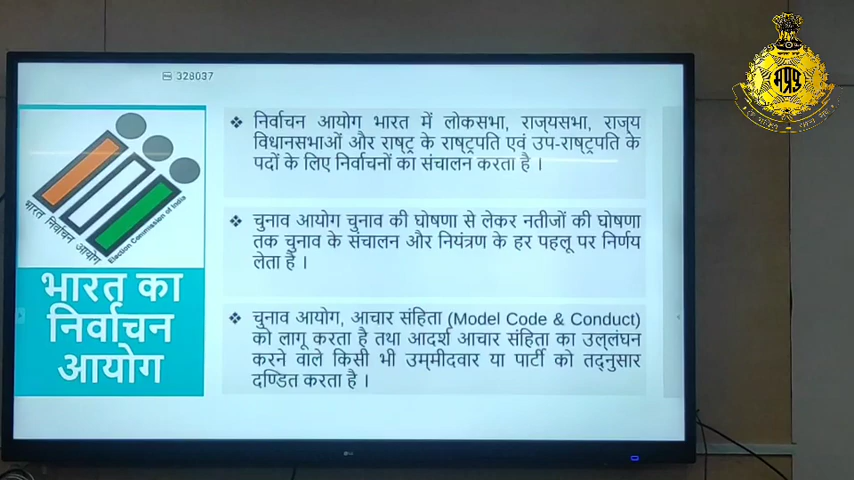 328037
निर्वाचन आयोग भारत में लोकसभा, राज्यसभा, राज्य
विधानसभाओं और राष्ट्र के राष्ट्रपति एवं उप-राष्ट्रपति के
पदों के लिए निर्वाचनों का संचालन करता है ।
चुनाव आयोग चुनाव की घोषणा से लेकर नतीजों की घोषणा
तक चुनाव के संचालन और नियंत्रण के हर पहलू पर निर्णय
लेता है ।
चुनाव आयोग, आचार संहिता (Model Code & Conduct)
को लागू करता है तथा आदर्श आचार संहिता का उल्लंघन
करने वाले किसी भी उम्मीदवार या पार्टी को तद्नुसार
दण्डित करता है ।
भारत निर्वाचन आयोग
Election Commission of India
भारत का
निर्वाचन
आयोग
LG